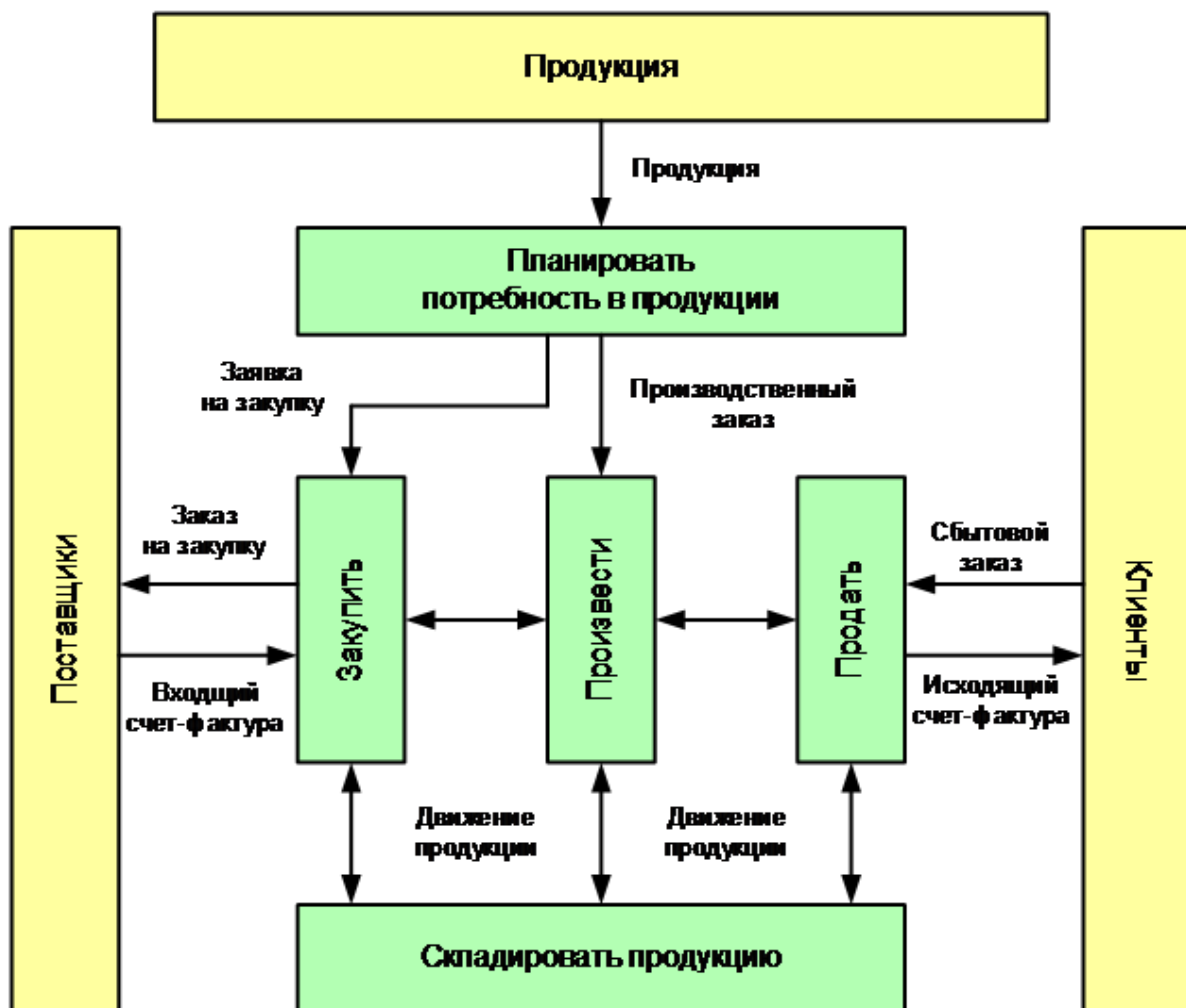 Продукция
Продукция
Планировать
потребность в продукции
Заявка
на закупку
Производственный
заказ
Поставщики
Заказ
на закупку
Входщий
счет-фактура
Закупить
Произвести
Продать
Сбытовой
заказ
Исходящий
счет-фактура
Клиенты
Движение
продукции
Движение
продукции
Складировать продукцию